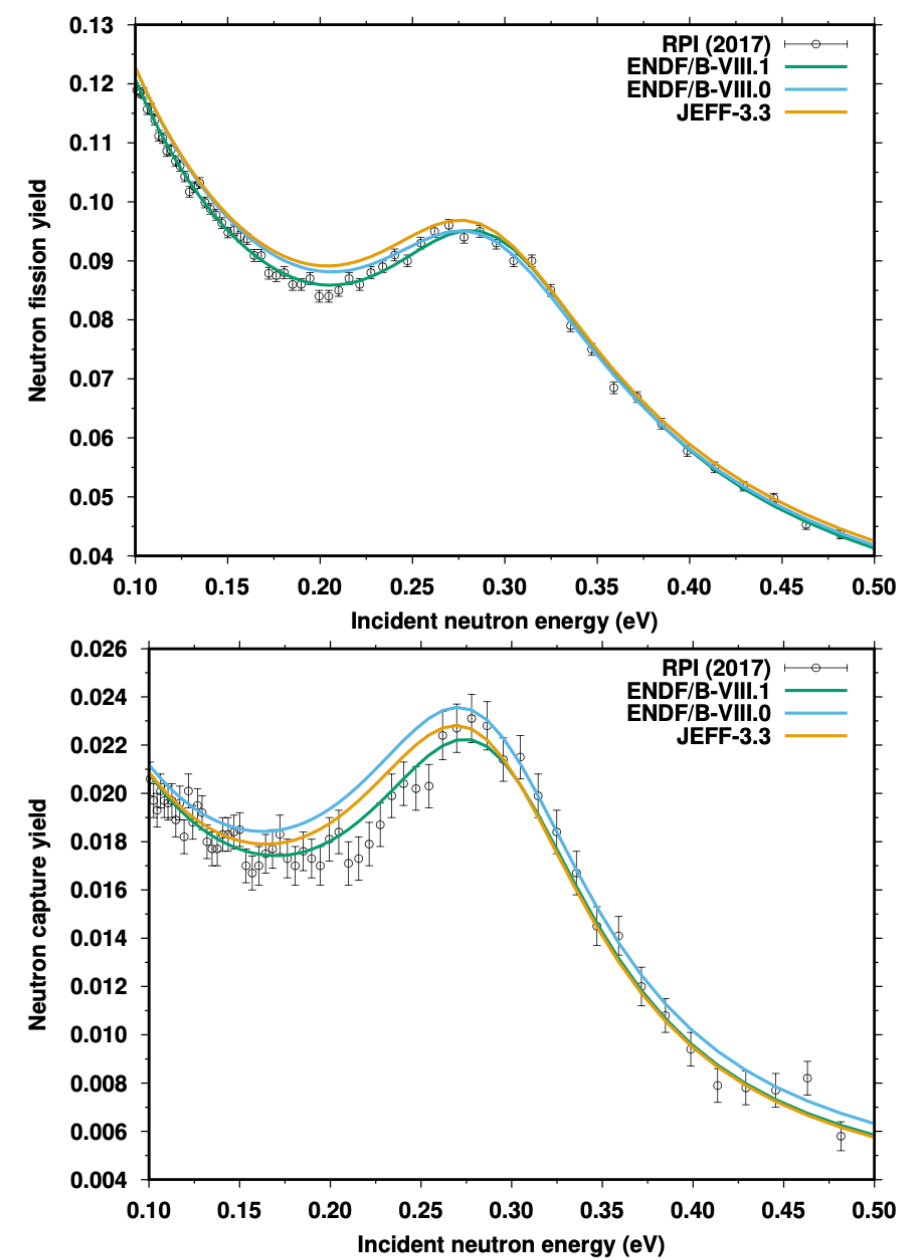 0.13
0.12
0.11
0.10
0.09
0.08
0.07
0.06
0.05
0.04
Neutron fission yield
RPI (2017)
ENDF/B-VIII.1
ENDF/B-VIII.0
JEFF-3.3
0.10 0.15 0.20 0.25 0.30 0.35 0.40 0.45 0.50
Incident neutron energy (eV)
0.026
0.024
0.022
0.020
0.018
0.016
0.014
0.012
0.010
0.008
0.006
0.004
Neutron capture yield
RPI (2017)
ENDF/B-VIII.1
ENDF/B-VIII.0
JEFF-3.3
0.10 0.15 0.20 0.25 0.30 0.35 0.40 0.45 0.50
Incident neutron energy (eV)